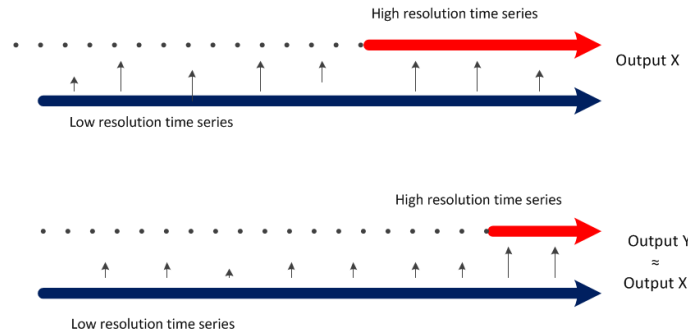 High resolution time series
Output X
Low resolution time series
High resolution time series
Output Y
≈
Output X
Low resolution time series